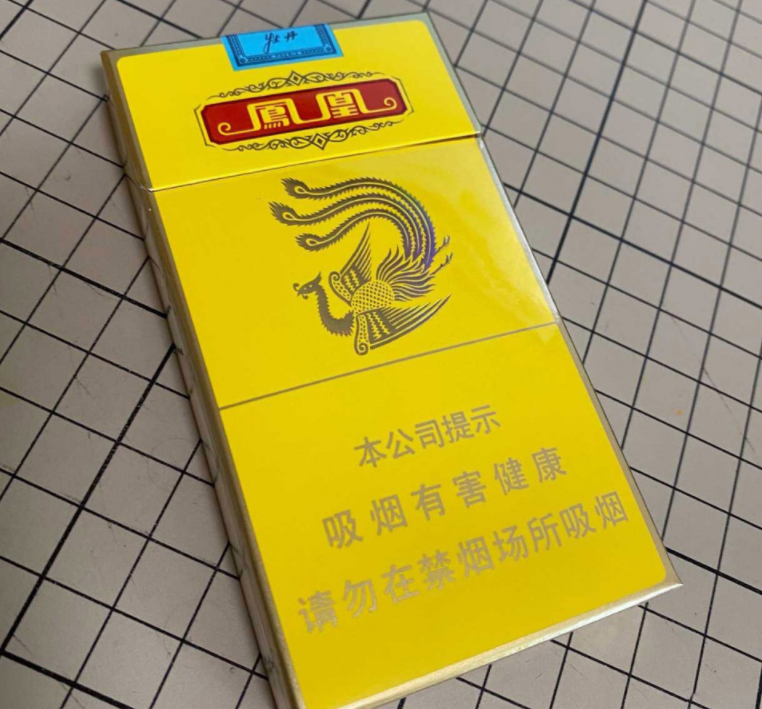 鳳凰
本公司提示
吸烟有害健康
请勿在禁烟场所吸烟